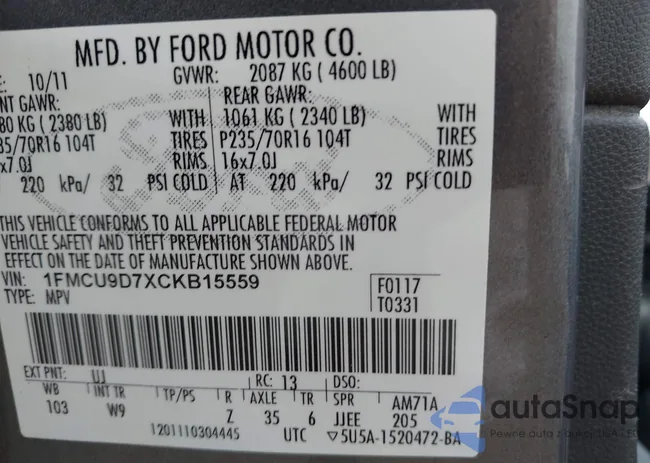 MFD. BY FORD MOTOR CO.
10/11 GVWR: 2087 KG ( 4600 LB)
NT GAWR: REAR GAWR:
80 KG ( 2380 LB) WITH 1061 KG ( 2340 LB) WITH
35/70R16 104T TIRES P235/70R16 104T TIRES
x7.0J RIMS 16x7.0J RIMS
220 kPa/ 32 PSI COLD AT 220 kPa/ 32 PSI COLD
THIS VEHICLE CONFORMS TO ALL APPLICABLE FEDERAL MOTOR
VEHICLE SAFETY AND THEFT PREVENTION STANDARDS IN
EFFECT ON THE DATE OF MANUFACTURE SHOWN ABOVE.
VIN: 1FMCU9D7XCKB15559 F0117
TYPE: MPV T0331
EXT PNT: UJ RC: 13 DSO:
WB INT TR TP/PS R AXLE TR SPR AM71A
103 W9 Z 35 6 JJEE 205
1201110304445 UTC ▽5U5A-1520472-BA
autoSnap